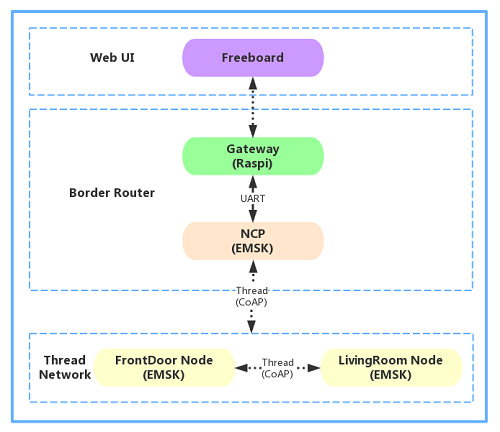 Web UI
Freeboard
Gateway
(Raspi)
Border Router
UART
NCP
(EMSK)
Thread
(CoAP)
Thread
Network
FrontDoor Node
(EMSK)
Thread
(CoAP)
LivingRoom Node
(EMSK)